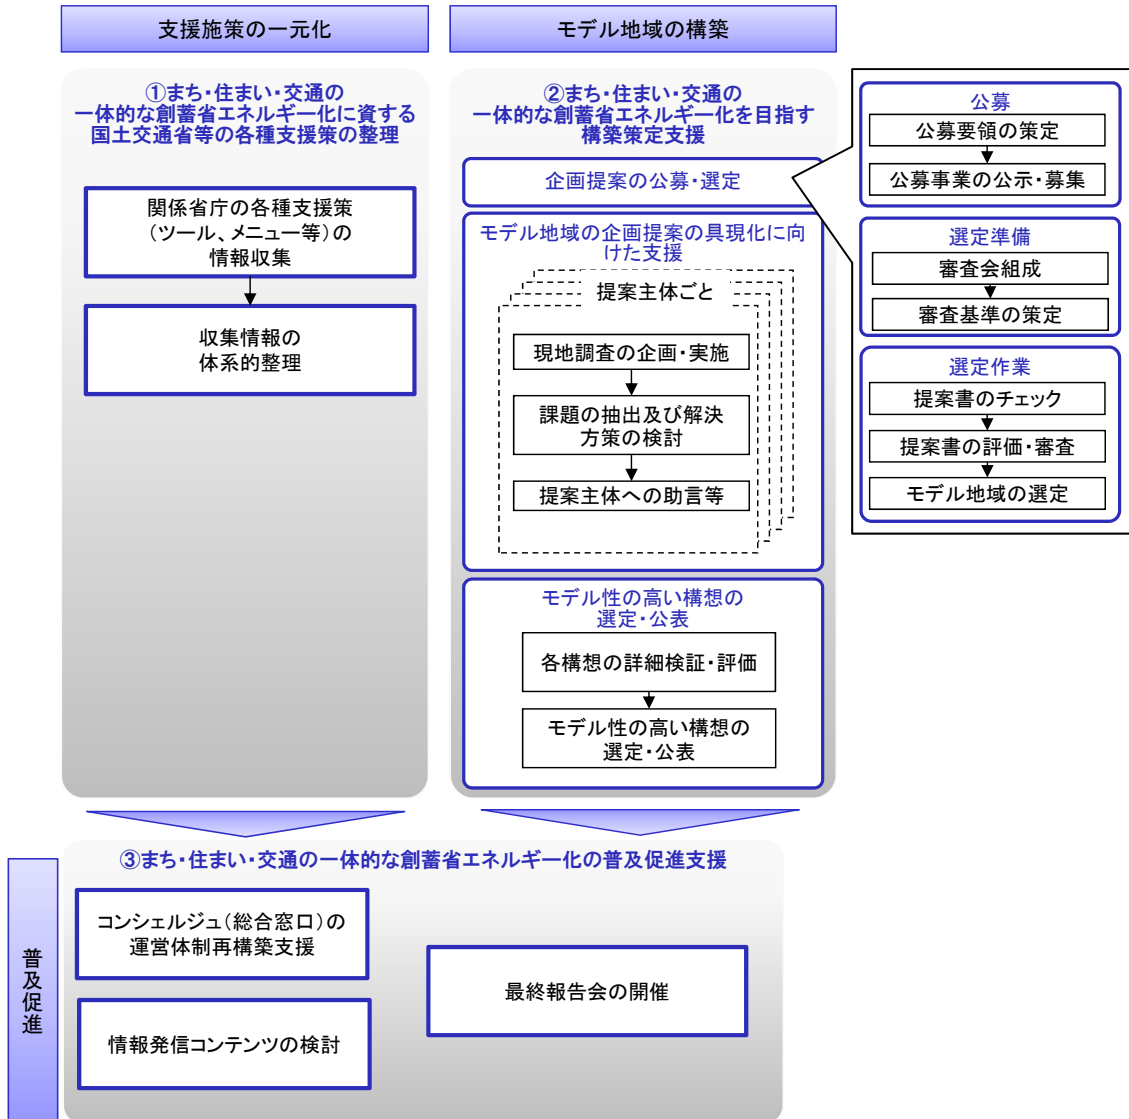 支援施策の一元化
モデル地域の構築
①まち・住まい・交通の
一体的な創蓄省エネルギー化に資する
国土交通省等の各種支援策の整理
関係省庁の各種支援策
(ツール、メニュー等)の
情報収集
収集情報の
体系的整理
②まち・住まい・交通の
一体的な創蓄省エネルギー化を目指す
構築策定支援
企画提案の公募・選定
モデル地域の企画提案の具現化に向
けた支援
提案主体ごと
現地調査の企画・実施
課題の抽出及び解決
方策の検討
提案主体への助言等
モデル性の高い構想の
選定・公表
各構想の詳細検証・評価
モデル性の高い構想の
選定・公表
公募
公募要領の策定
公募事業の公示・募集
選定準備
審査会組成
審査基準の策定
選定作業
提案書のチェック
提案書の評価・審査
モデル地域の選定
普及促進
③まち・住まい・交通の一体的な創蓄省エネルギー化の普及促進支援
コンシェルジュ(総合窓口)の
運営体制再構築支援
情報発信コンテンツの検討
最終報告会の開催